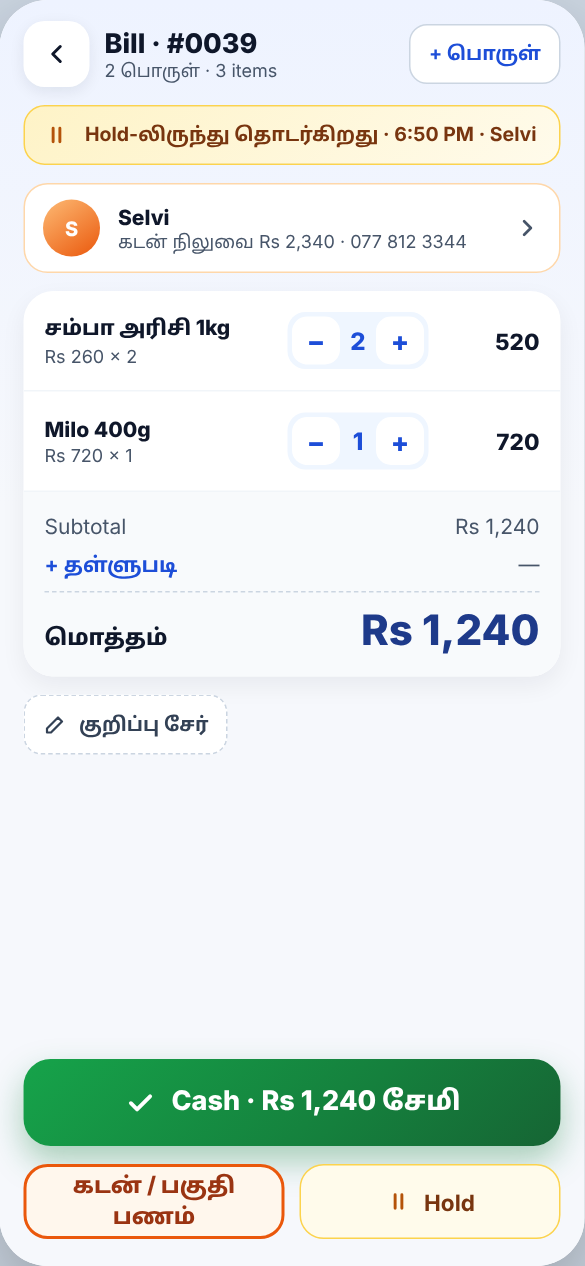 Bill · #0039
2 பொருள் · 3 items
+ பொருள்
Hold-லிருந்து தொடர்கிறது · 6:50 PM · Selvi
S
Selvi
கடன் நிலுவை Rs 2,340 · 077 812 3344
சம்பா அரிசி 1kg
Rs 260 × 2
− 2 +
520
Milo 400g
Rs 720 × 1
− 1 +
720
Subtotal Rs 1,240
+ தள்ளுபடி —
மொத்தம் Rs 1,240
குறிப்பு சேர்
Cash · Rs 1,240 சேமி
கடன் / பகுதி
பணம்
Hold